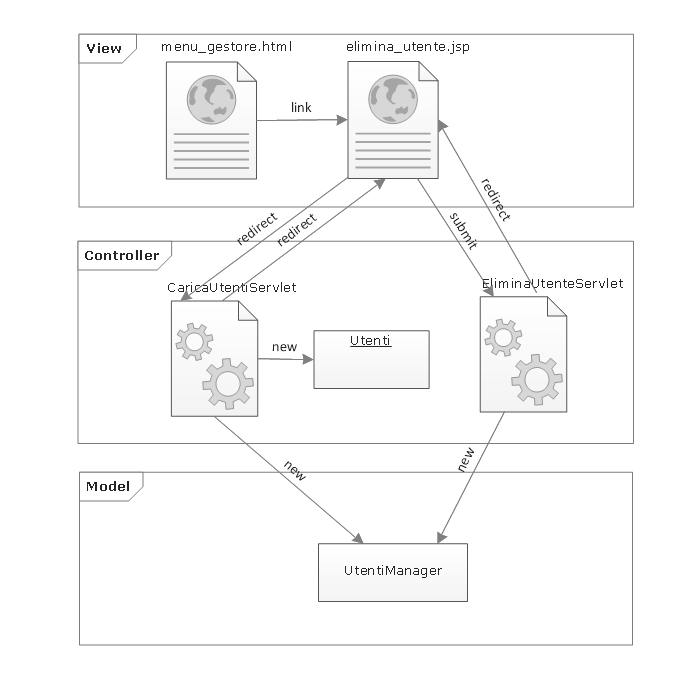 View
menu_gestore.html
elimina_utente.jsp
link
redirect
redirect
submit
redirect
Controller
CaricaUtentiServlet
EliminaUtenteServlet
new
Utenti
new
new
Model
UtentiManager